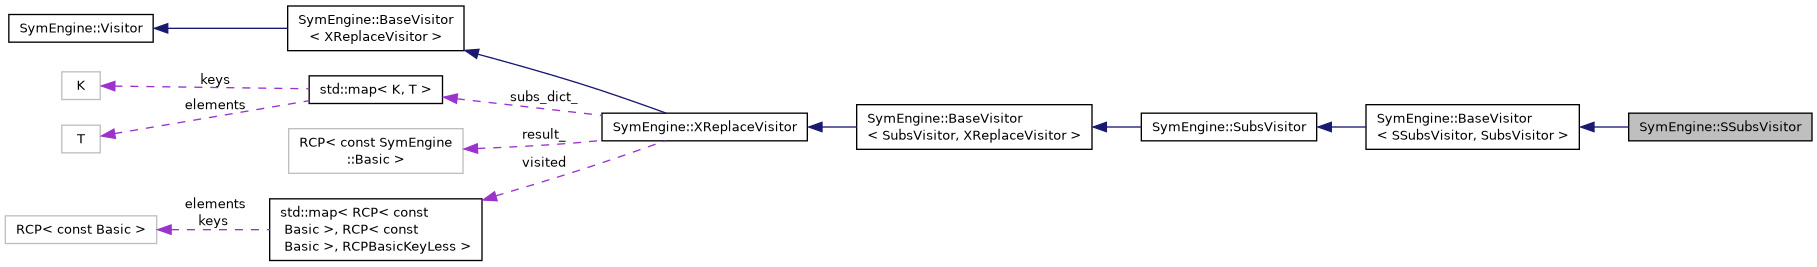 SymEngine::Visitor
SymEngine::BaseVisitor
< XReplaceVisitor >
K
keys
std::map< K, T >
elements
T
subs_dict_
RCP< const SymEngine
::Basic >
result_
visited
SymEngine::XReplaceVisitor
SymEngine::BaseVisitor
< SubsVisitor, XReplaceVisitor >
SymEngine::SubsVisitor
SymEngine::BaseVisitor
< SSubsVisitor, SubsVisitor >
SymEngine::SSubsVisitor
RCP< const Basic >
elements
keys
std::map< RCP< const
Basic >, RCP< const
Basic >, RCPBasicKeyLess >